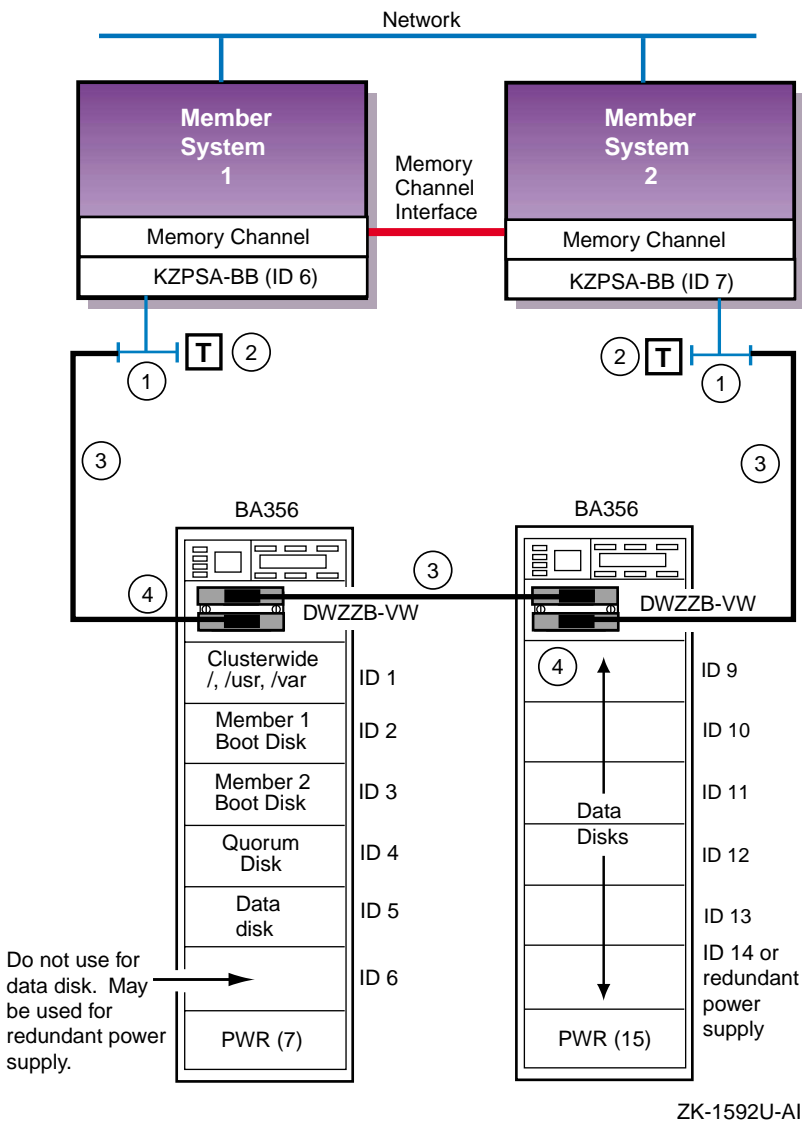 Network
Member
System
1
Member
System
2
Memory
Channel
Interface
Memory Channel
Memory Channel
KZPSA-BB (ID 6)
KZPSA-BB (ID 7)
T
2
2
T
1
1
3
3
BA356
BA356
3
4
DWZZB-VW
DWZZB-VW
Clusterwide
/, /usr, /var
ID 1
4
ID 9
Member 1
Boot Disk
ID 2
ID 10
Member 2
Boot Disk
ID 3
Data
Disks
ID 11
Quorum
Disk
ID 4
ID 12
Data
disk
ID 5
ID 13
Do not use for
data disk. May
be used for
redundant power
supply.
ID 6
ID 14 or
redundant
power
supply
PWR (7)
PWR (15)
ZK-1592U-AI